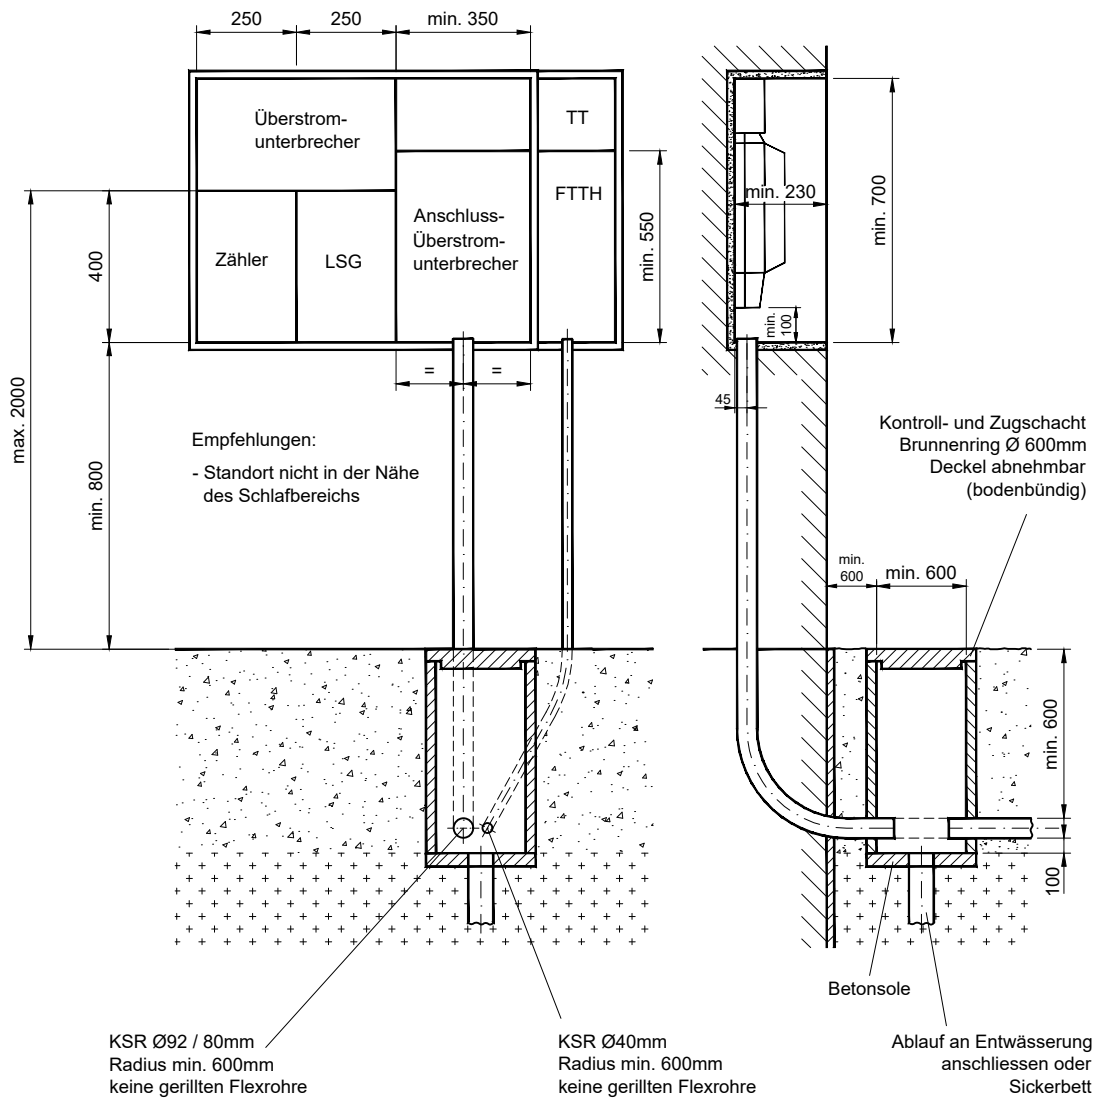 250
250
min. 350
Überstrom-
unterbrecher
TT
FTTH
Anschluss-
Überstrom-
unterbrecher
Zähler
LSG
400
min. 550
min. 230
min. 700
min.
100
=
=
45
max. 2000
min. 800
Empfehlungen:
- Standort nicht in der Nähe
des Schlafbereichs
Kontroll- und Zugschacht
Brunnenring Ø 600mm
Deckel abnehmbar
(bodenbündig)
min.
600
min. 600
min. 600
100
Betonsole
KSR Ø92 / 80mm
Radius min. 600mm
keine gerillten Flexrohre
KSR Ø40mm
Radius min. 600mm
keine gerillten Flexrohre
Ablauf an Entwässerung
anschliessen oder
Sickerbett